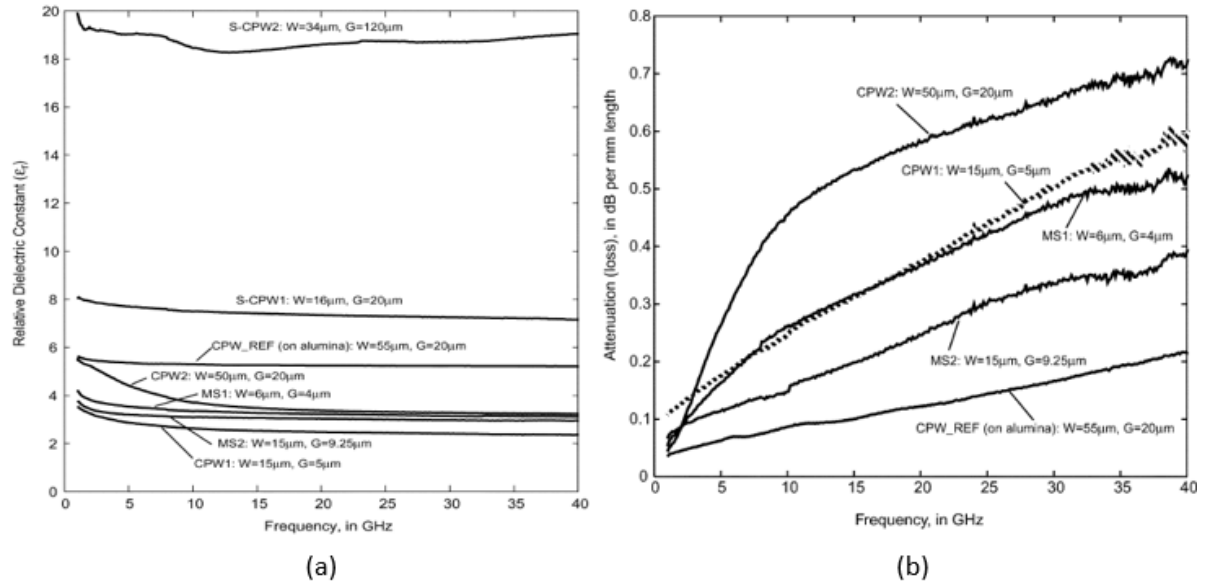 20
18
16
14
12
10
8
6
4
2
0
Relative Dielectric Constant (εr)
S-CPW2: W=34μm, G=120μm
S-CPW1: W=16μm, G=20μm
CPW_REF (on alumina): W=55μm, G=20μm
CPW2: W=50μm, G=20μm
MS1: W=6μm, G=4μm
MS2: W=15μm, G=9.25μm
CPW1: W=15μm, G=5μm
0 5 10 15 20 25 30 35 40
Frequency, in GHz
(a)
0.8
0.7
0.6
0.5
0.4
0.3
0.2
0.1
0
Attenuation (loss), in dB per mm length
CPW2: W=50μm, G=20μm
CPW1: W=15μm, G=5μm
MS1: W=6μm, G=4μm
MS2: W=15μm, G=9.25μm
CPW_REF (on alumina): W=55μm, G=20μm
0 5 10 15 20 25 30 35 40
Frequency, in GHz
(b)